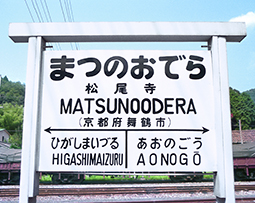 まつのおでら
松尾寺
MATSUNOODERA
(京都府舞鶴市)
ひがしまいづる あおのごう
HIGASHIMAIZURU AONOGŌ